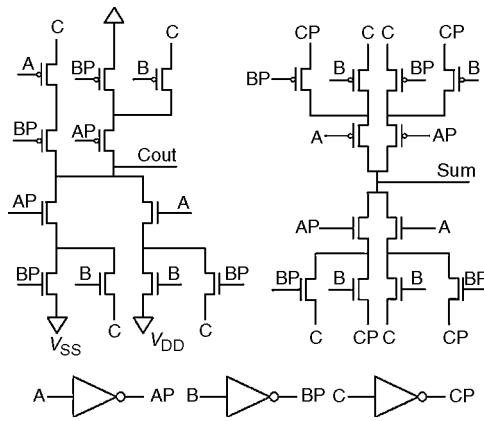 C C CP C C CP
A BP B BP B BP B
BP AP A AP
Cout Sum
AP A AP A
BP B B BP BP B B BP
VSS C VDD C C CP C CP
A AP B BP C CP